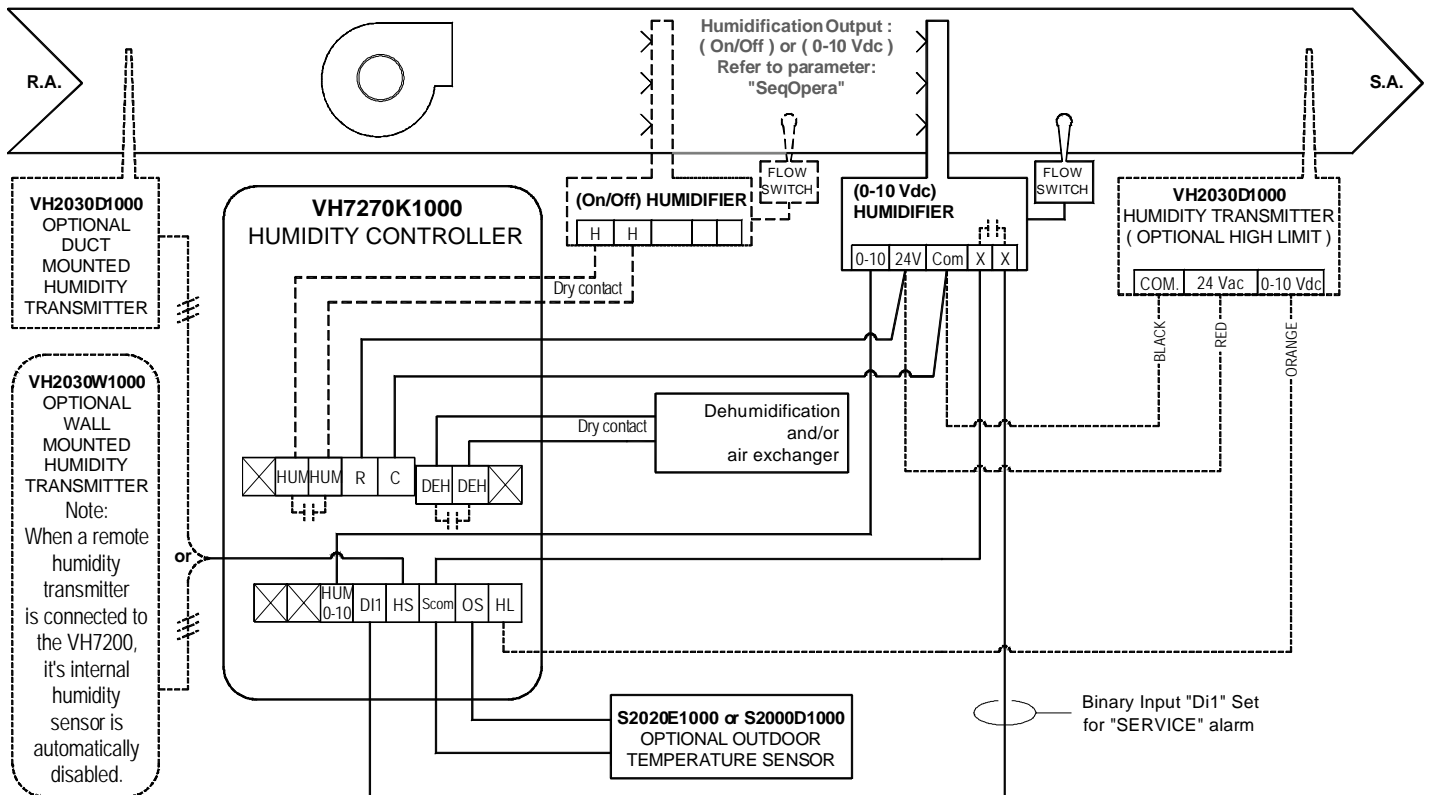 Humidification Output :
( On/Off ) or ( 0-10 Vdc )
Refer to parameter:
"SeqOpera"
R.A.
S.A.
VH2030D1000
OPTIONAL
DUCT
MOUNTED
HUMIDITY
TRANSMITTER
VH7270K1000
HUMIDITY CONTROLLER
(On/Off) HUMIDIFIER
H H
FLOW
SWITCH
(0-10 Vdc)
HUMIDIFIER
0-10 24V Com X X
FLOW
SWITCH
VH2030D1000
HUMIDITY TRANSMITTER
( OPTIONAL HIGH LIMIT )
COM. 24 Vac 0-10 Vdc
BLACK
RED
ORANGE
Dry contact
VH2030W1000
OPTIONAL
WALL
MOUNTED
HUMIDITY
TRANSMITTER
Note:
When a remote
humidity
transmitter
is connected to
the VH7200,
it's internal
humidity
sensor is
automatically
disabled.
or
HUM HUM R C DEH DEH
Dry contact
Dehumidification
and/or
air exchanger
HUM
0-10
DI1 HS Scom OS HL
S2020E1000 or S2000D1000
OPTIONAL OUTDOOR
TEMPERATURE SENSOR
Binary Input "Di1" Set
for "SERVICE" alarm